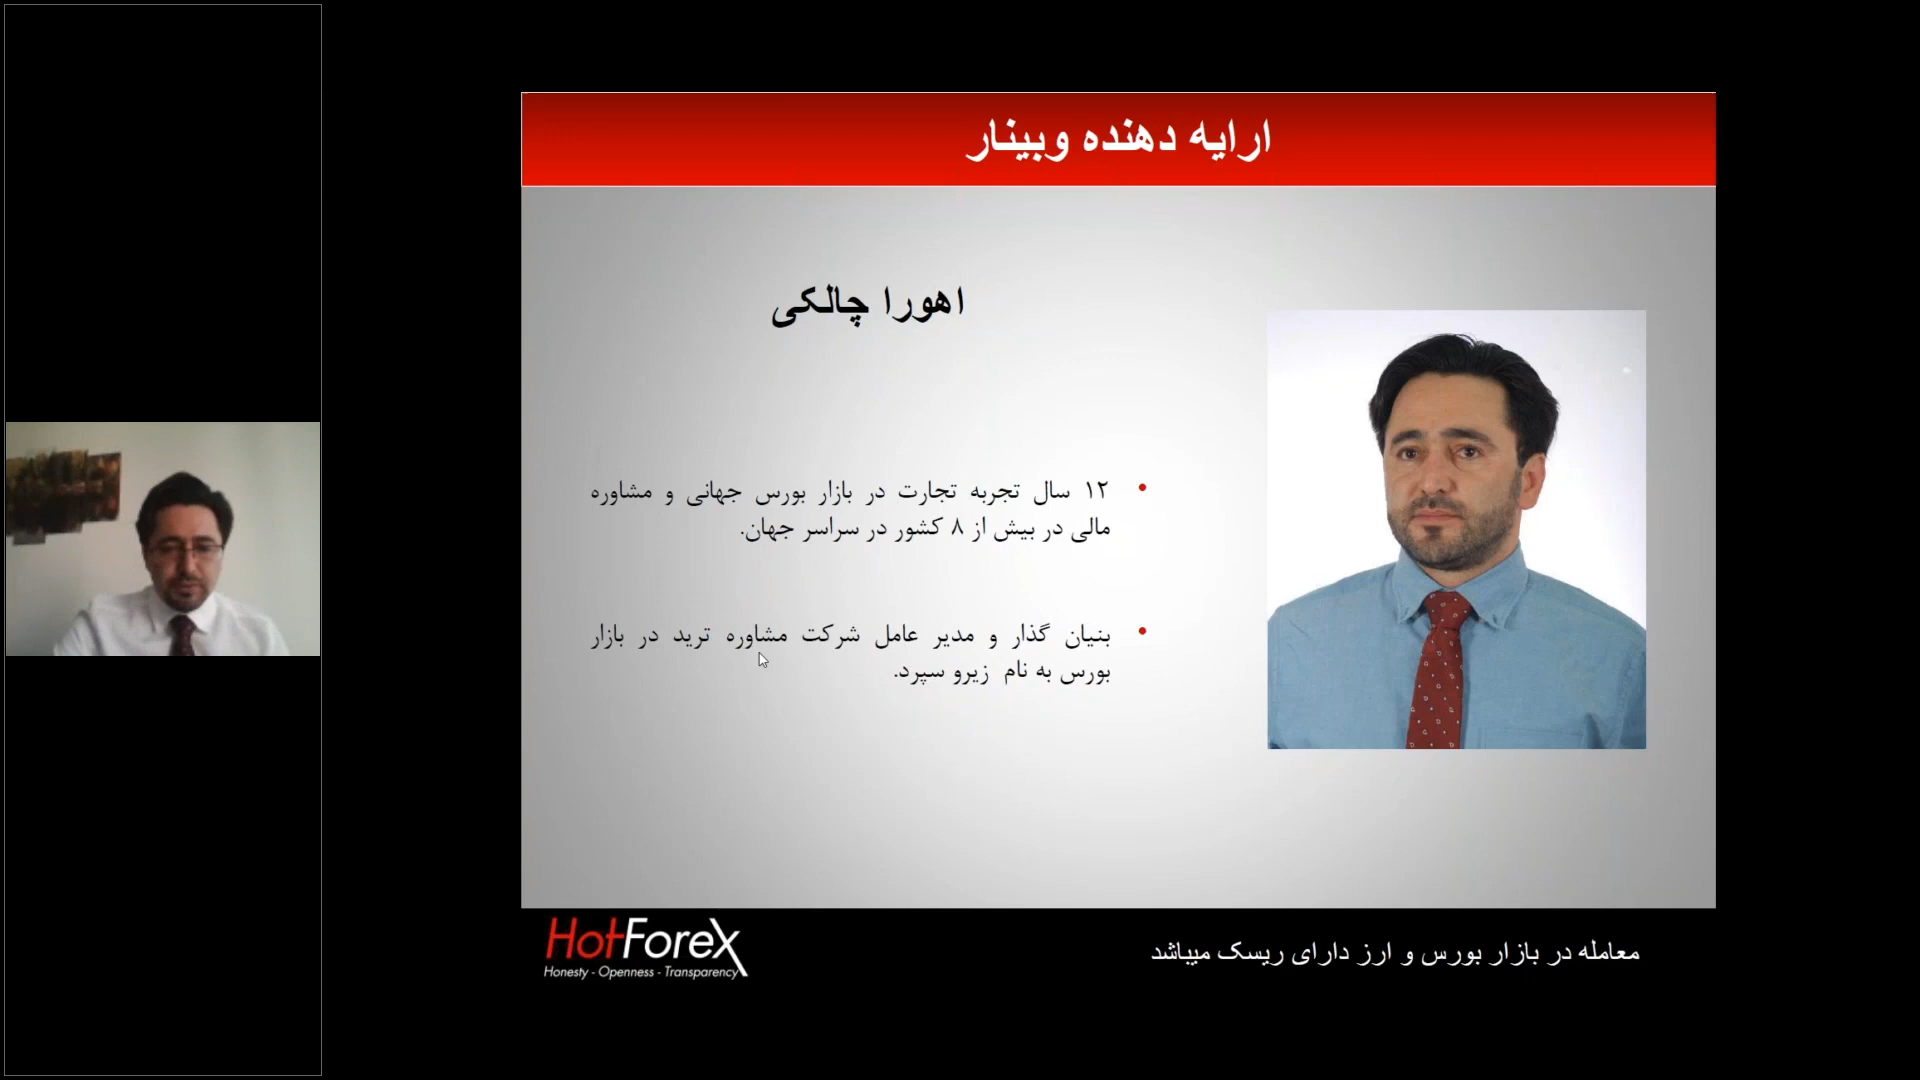 ارایه دهنده وبینار
اهورا چالکی
• ۱۲ سال تجربه تجارت در بازار بورس جهانی و مشاوره
مالی در بیش از ۸ کشور در سراسر جهان.
• بنیان گذار و مدیر عامل شرکت مشاوره ترید در بازار
بورس به نام زیرو سپرد.
HotForex
Honesty - Openness - Transparency
معامله در بازار بورس و ارز دارای ریسک میباشد